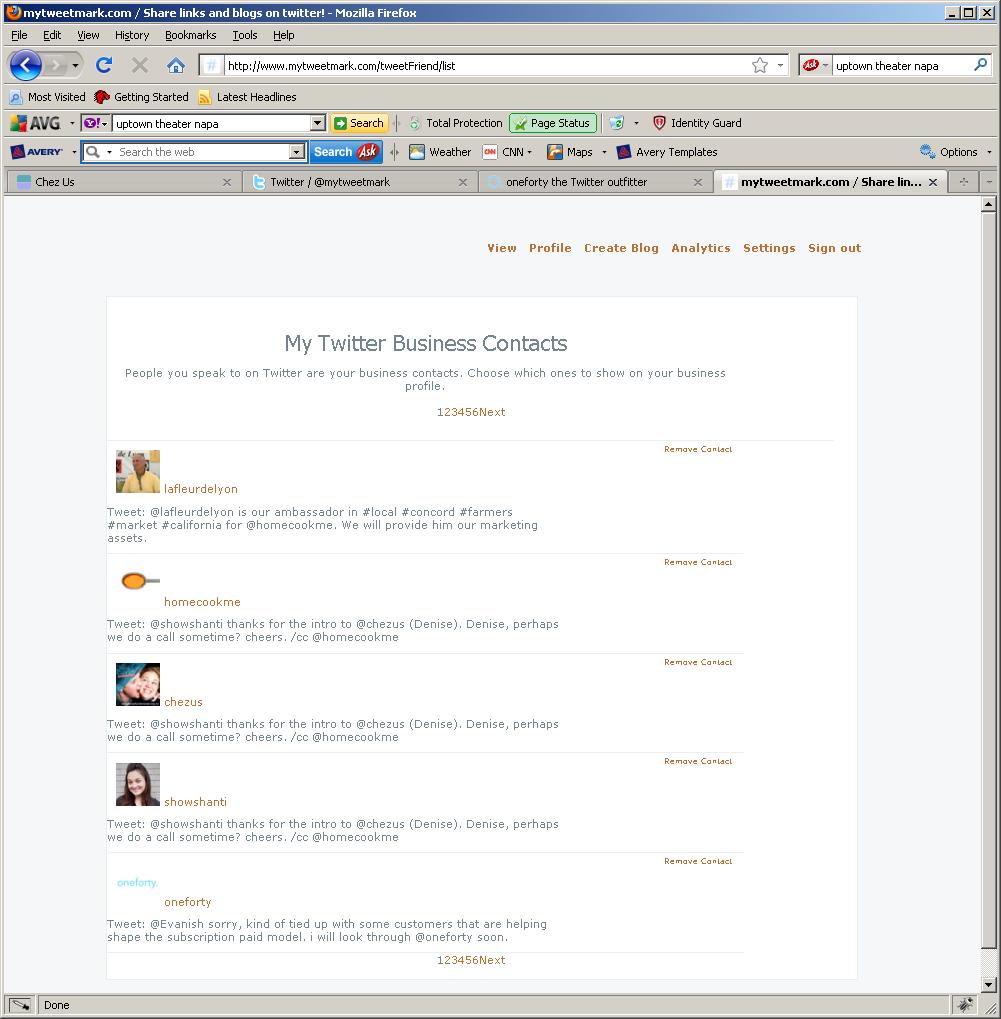 mytweetmark.com / Share links and blogs on twitter! - Mozilla Firefox
File Edit View History Bookmarks Tools Help
http://www.mytweetmark.com/tweetFriend/list
Ask uptown theater napa
Most Visited Getting Started Latest Headlines
AVG Y! uptown theater napa Search Total Protection Page Status Identity Guard
AVERY Search the web Search Ask Weather CNN CNN Maps Avery Templates Options
Chez Us Twitter / @mytweetmark oneforty the Twitter outfitter mytweetmark.com / Share lin...
View Profile Create Blog Analytics Settings Sign out
My Twitter Business Contacts
People you speak to on Twitter are your business contacts. Choose which ones to show on your business
profile.
123456Next
Remove Contact
lafleurdelyon
Tweet: @lafleurdelyon is our ambassador in #local #concord #farmers
#market #california for @homecookme. We will provide him our marketing
assets.
Remove Contact
homecookme
Tweet: @showshanti thanks for the intro to @chezus (Denise). Denise, perhaps
we do a call sometime? cheers. /cc @homecookme
Remove Contact
chezus
Tweet: @showshanti thanks for the intro to @chezus (Denise). Denise, perhaps
we do a call sometime? cheers. /cc @homecookme
Remove Contact
showshanti
Tweet: @showshanti thanks for the intro to @chezus (Denise). Denise, perhaps
we do a call sometime? cheers. /cc @homecookme
Remove Contact
oneforty.
oneforty
Tweet: @Evanish sorry, kind of tied up with some customers that are helping
shape the subscription paid model. i will look through @oneforty soon.
123456Next
Done